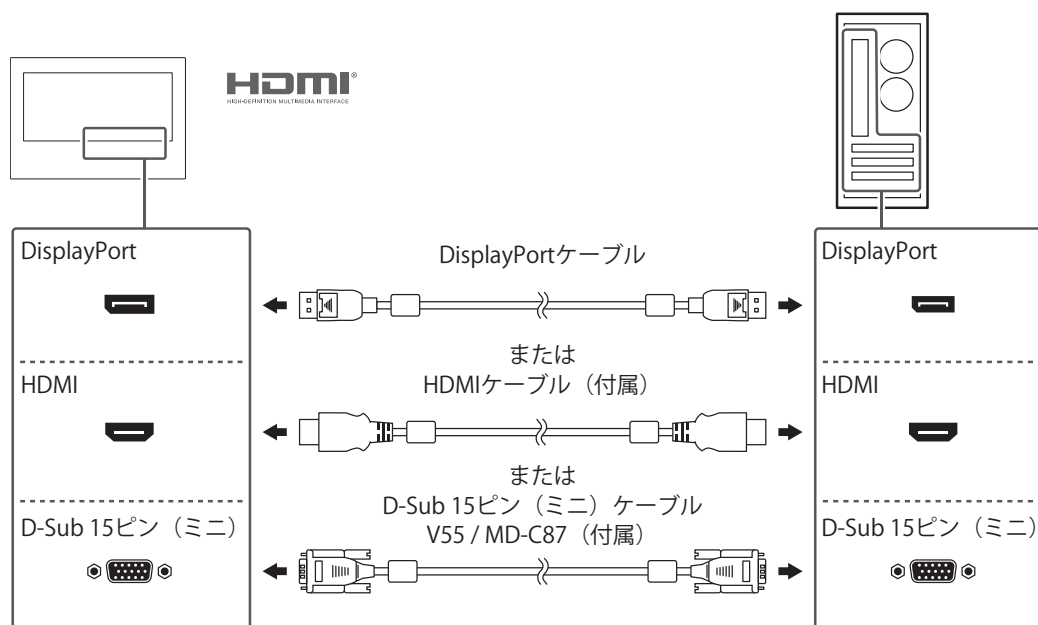 HDMI®
HIGH-DEFINITION MULTIMEDIA INTERFACE
DisplayPort
DisplayPortケーブル
DisplayPort
または
HDMI
HDMIケーブル（付属）
HDMI
または
D-Sub 15ピン（ミニ）ケーブル
D-Sub 15ピン（ミニ）
V55 / MD-C87（付属）
D-Sub 15ピン（ミニ）